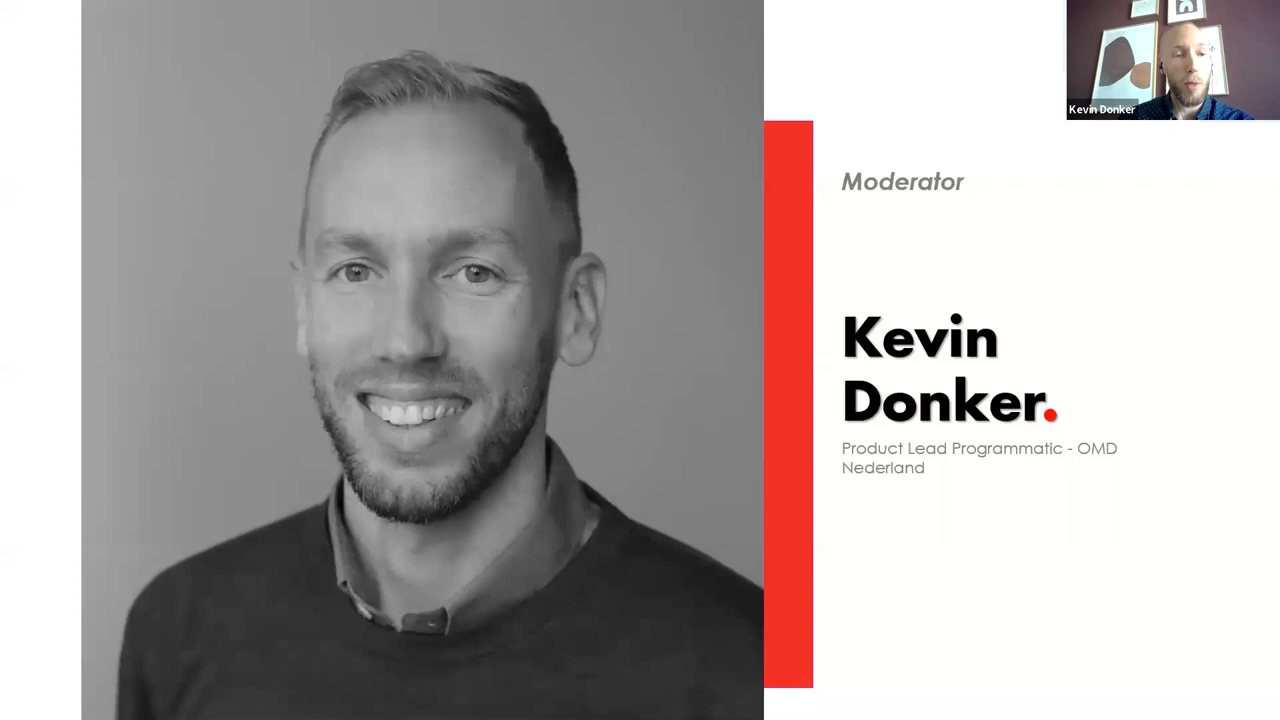 Kevin Donker
Moderator
Kevin
Donker.
Product Lead Programmatic - OMD
Nederland